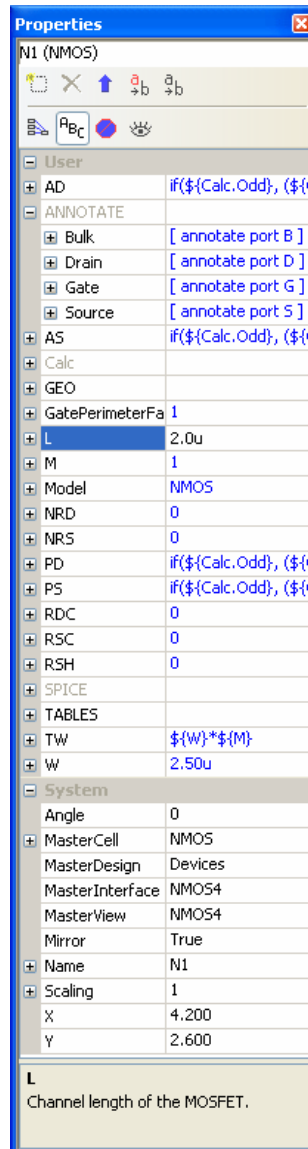 Properties
N1 (NMOS)
a b a b
ABC
User
AD if(${Calc.Odd}, (${
ANNOTATE
Bulk [ annotate port B ]
Drain [ annotate port D ]
Gate [ annotate port G ]
Source [ annotate port S ]
AS if(${Calc.Odd}, (${
Calc
GEO
GatePerimeterFa 1
L 2.0u
M 1
Model NMOS
NRD 0
NRS 0
PD if(${Calc.Odd}, (${
PS if(${Calc.Odd}, (${
RDC 0
RSC 0
RSH 0
SPICE
TABLES
TW ${W}*${M}
W 2.50u
System
Angle 0
MasterCell NMOS
MasterDesign Devices
MasterInterface NMOS4
MasterView NMOS4
Mirror True
Name N1
Scaling 1
X 4.200
Y 2.600
L
Channel length of the MOSFET.